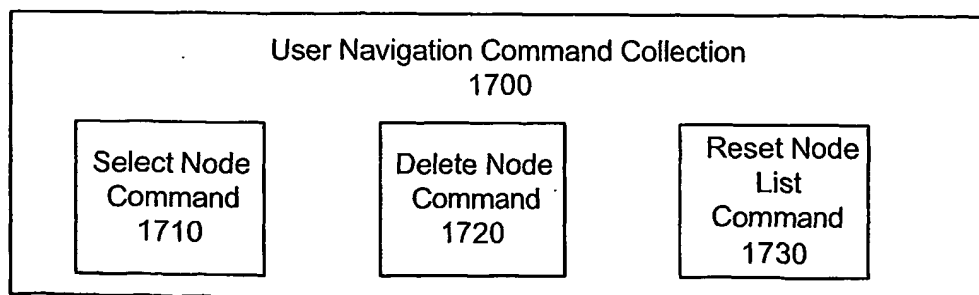 User Navigation Command Collection
1700
Select Node
Command
1710
Delete Node
Command
1720
Reset Node
List
Command
1730